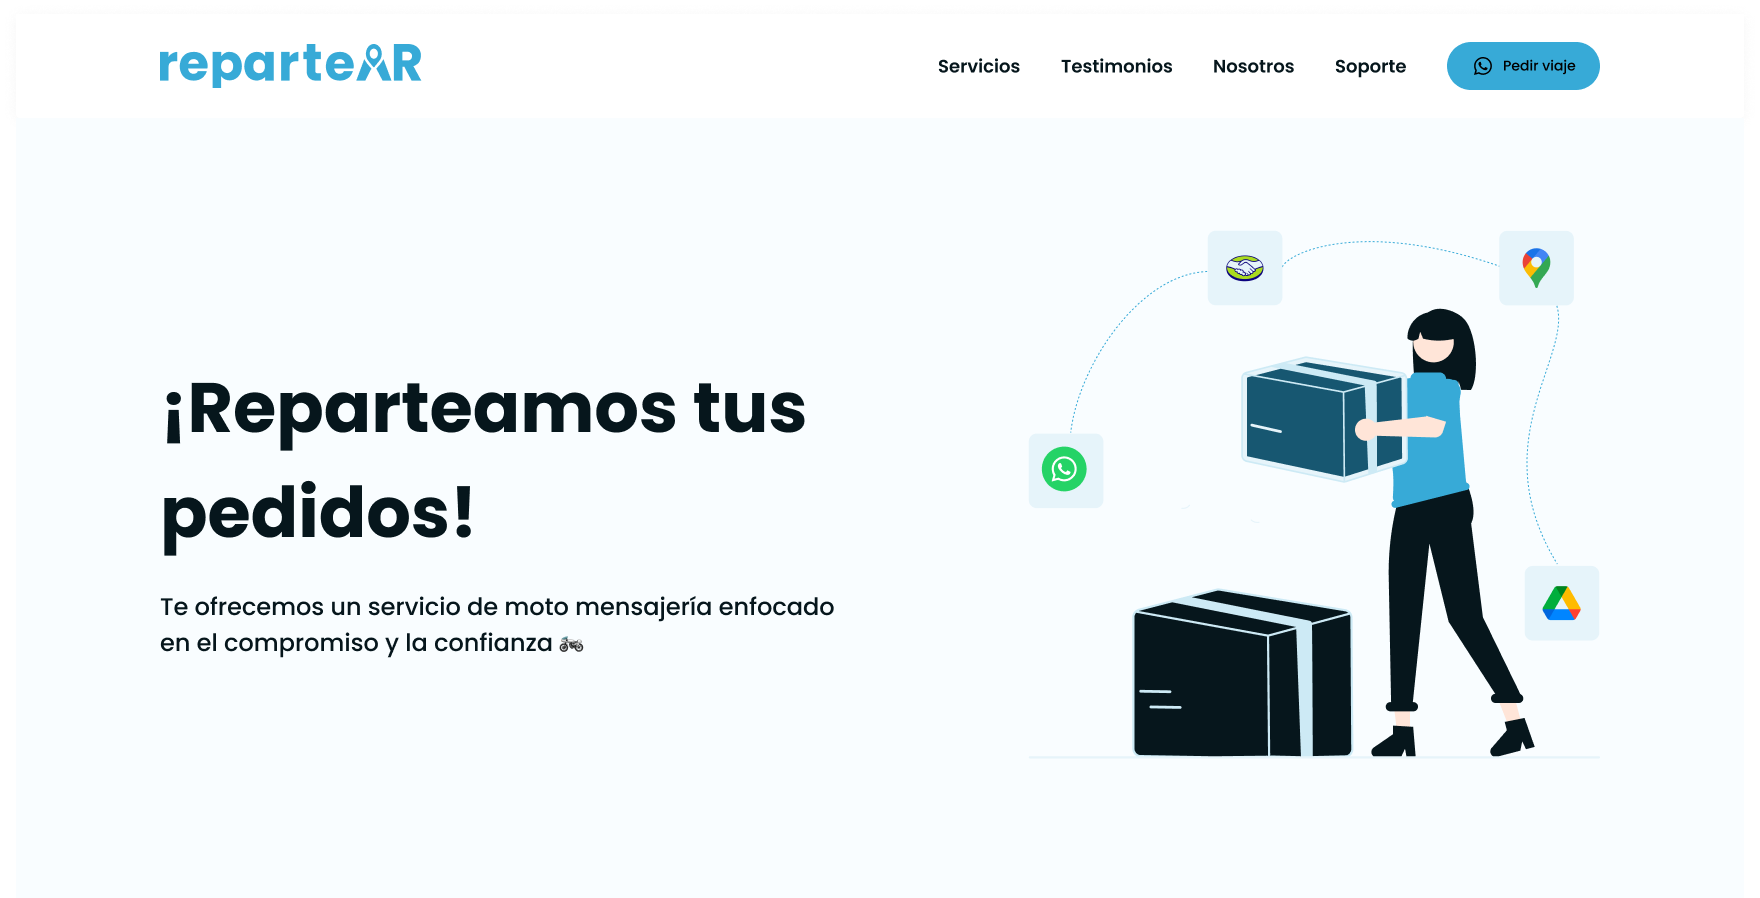 reparteAR
Servicios
Testimonios
Nosotros
Soporte
Pedir viaje
¡Reparteamos tus
pedidos!
Te ofrecemos un servicio de moto mensajería enfocado
en el compromiso y la confianza 🏍️